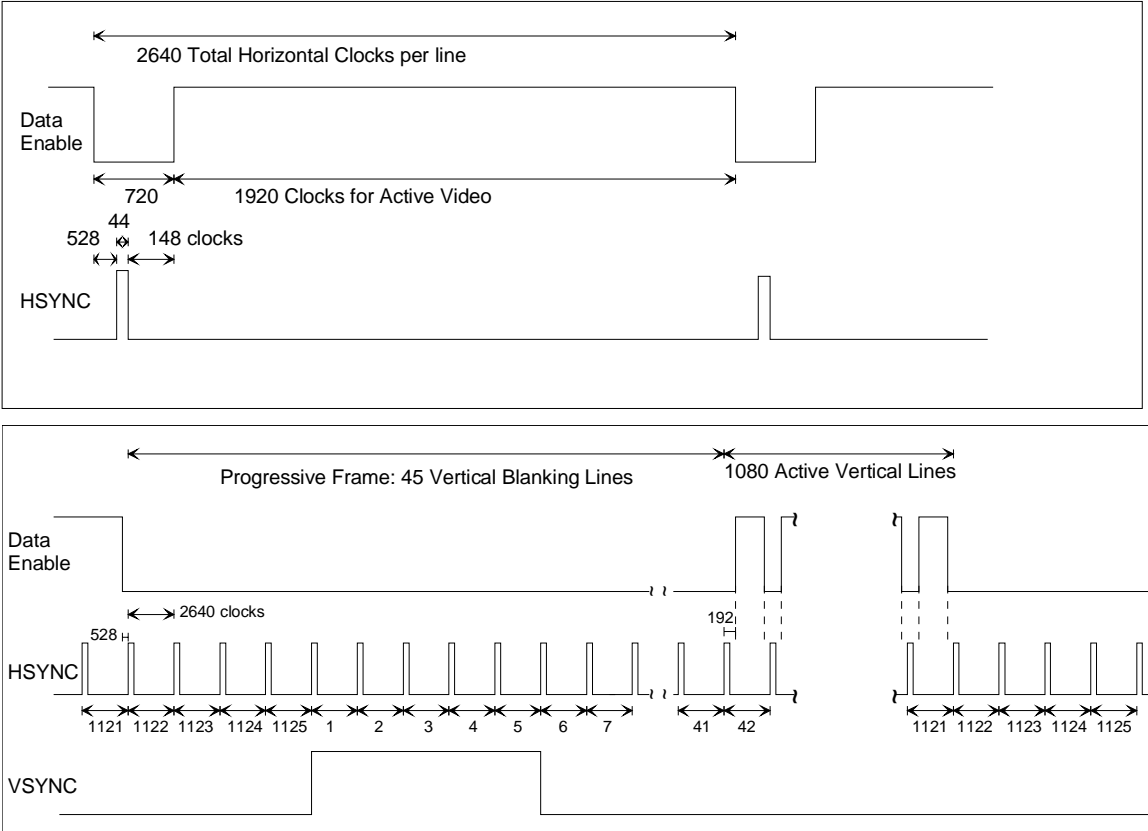 2640 Total Horizontal Clocks per line
Data
Enable
720
1920 Clocks for Active Video
44
528
148 clocks
HSYNC
Progressive Frame: 45 Vertical Blanking Lines
1080 Active Vertical Lines
Data
Enable
2640 clocks
192
528
HSYNC
1121 1122 1123 1124 1125 1 2 3 4 5 6 7 41 42 1121 1122 1123 1124 1125
VSYNC